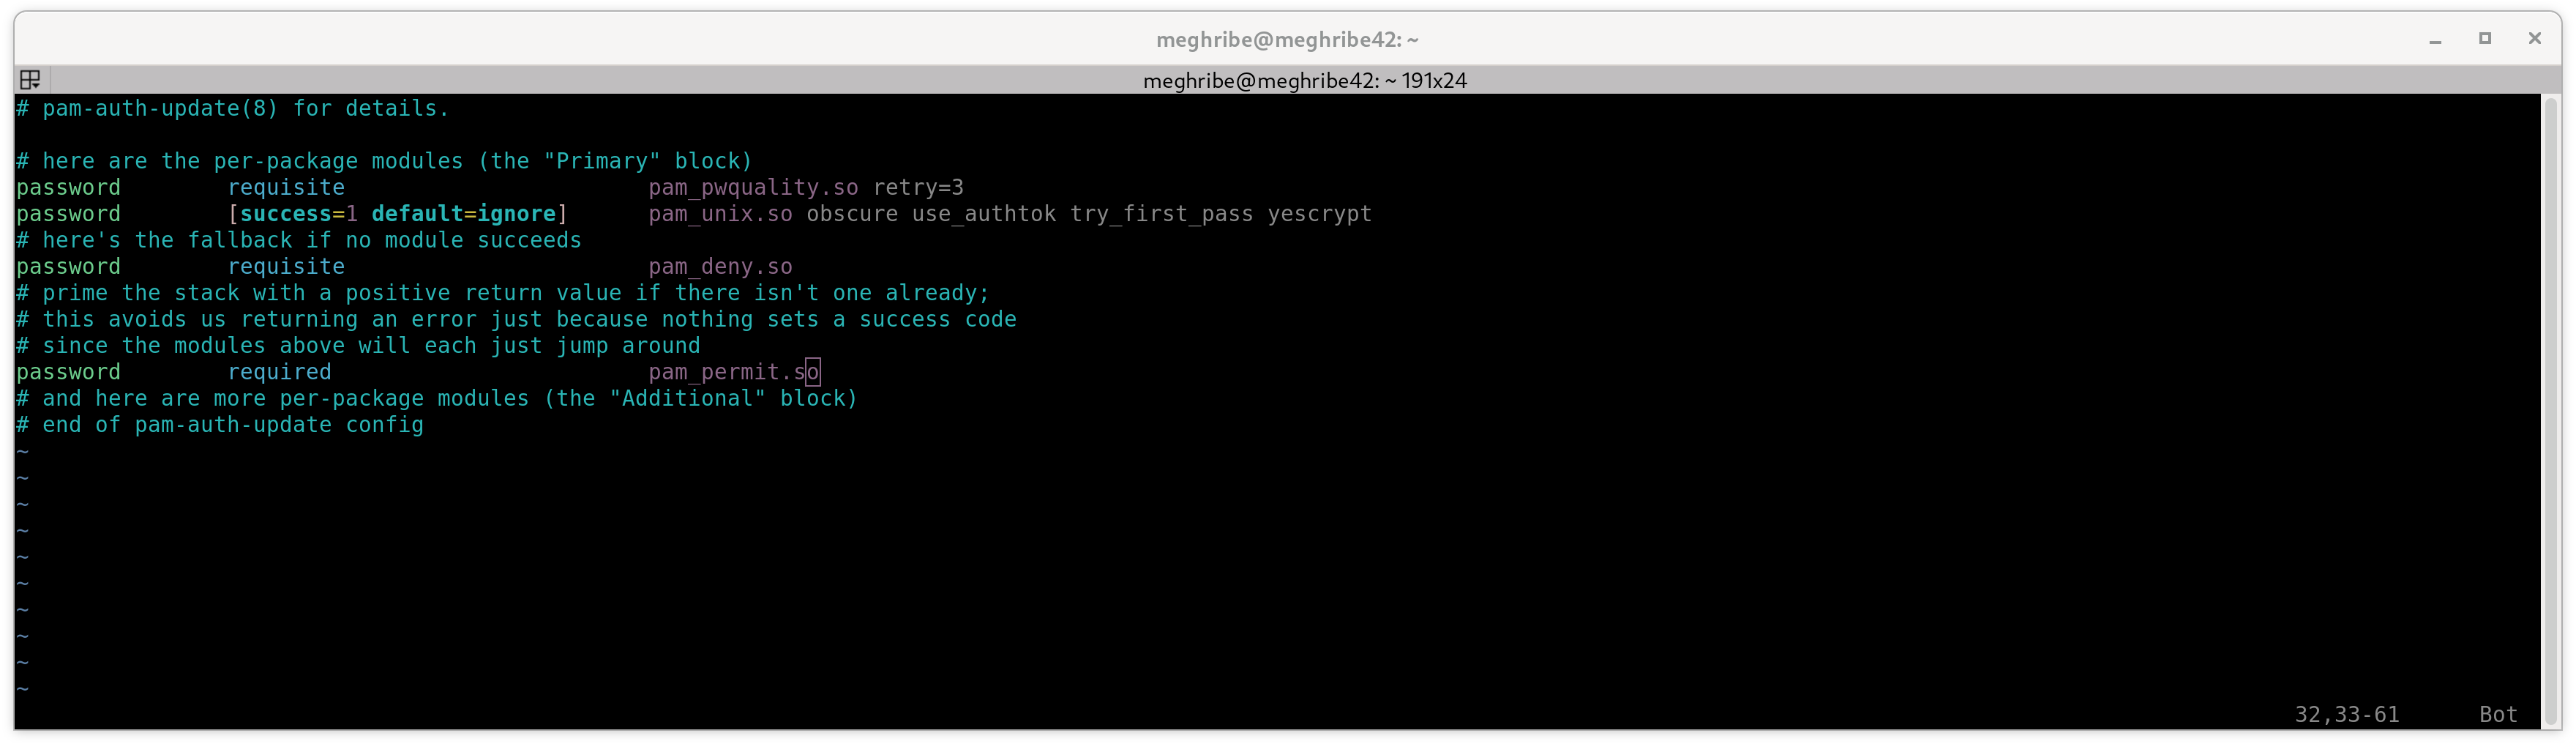 meghribe@meghribe42: ~
meghribe@meghribe42: ~ 191x24
# pam-auth-update(8) for details.
# here are the per-package modules (the "Primary" block)
password requisite pam_pwquality.so retry=3
password [success=1 default=ignore] pam_unix.so obscure use_authtok try_first_pass yescrypt
# here's the fallback if no module succeeds
password requisite pam_deny.so
# prime the stack with a positive return value if there isn't one already;
# this avoids us returning an error just because nothing sets a success code
# since the modules above will each just jump around
password required pam_permit.so
# and here are more per-package modules (the "Additional" block)
# end of pam-auth-update config
~
~
~
~
~
~
~
~
~
~
32,33-61 Bot